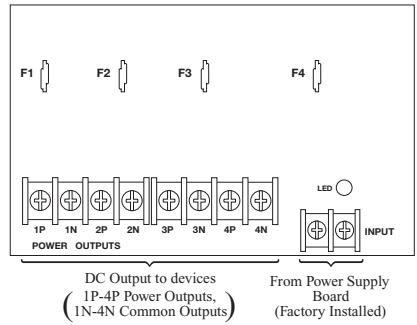 F1 F2 F3 F4
LED
1P 1N 2P 2N 3P 3N 4P 4N INPUT
POWER OUTPUTS
DC Output to devices
(1P-4P Power Outputs,
1N-4N Common Outputs)
From Power Supply
Board
(Factory Installed)